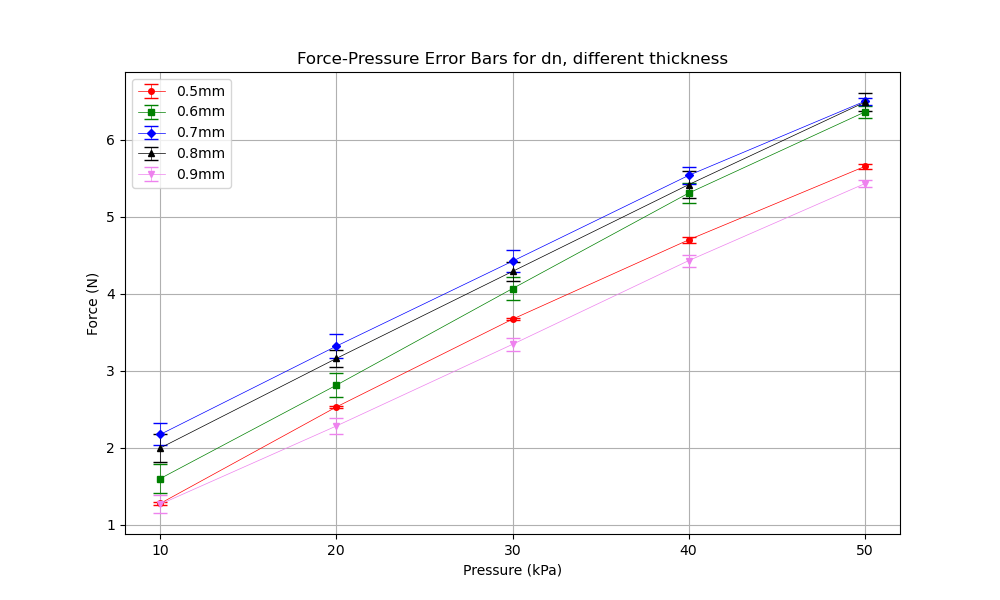 Force-Pressure Error Bars for dn, different thickness
0.5mm
0.6mm
0.7mm
0.8mm
0.9mm
6
5
4
3
2
1
Force (N)
10 20 30 40 50
Pressure (kPa)